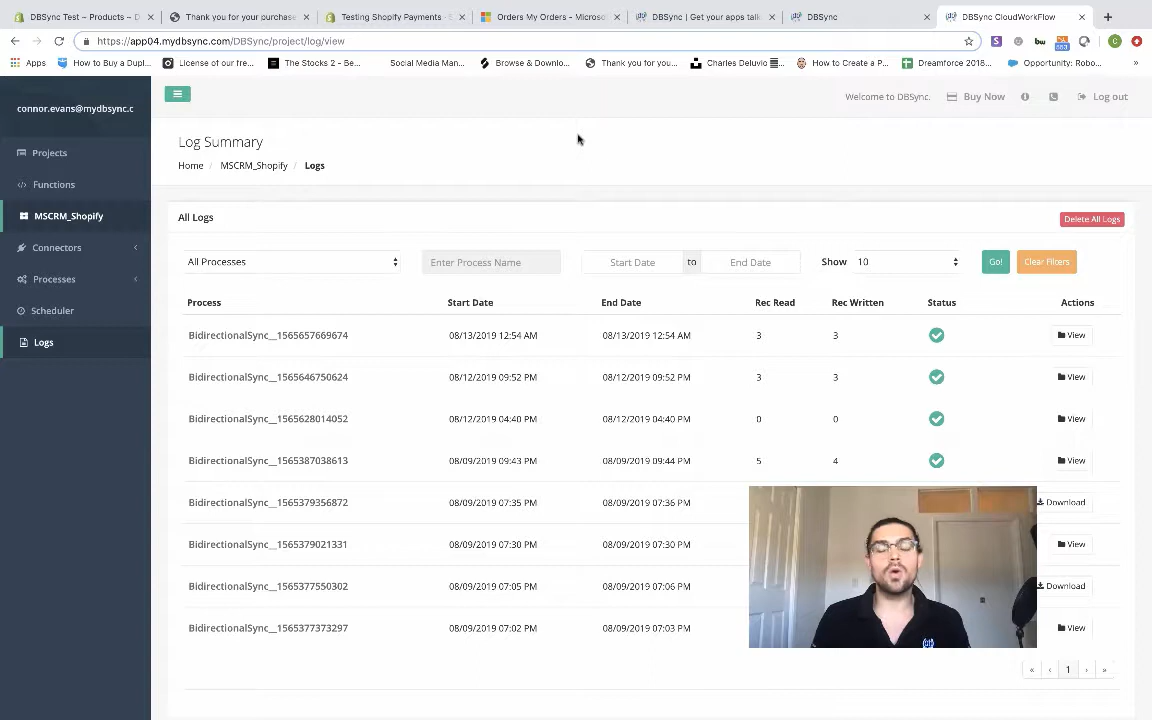 DBSync Test ~ Products ~ D
Thank you for your purchase
Testing Shopify Payments · S
Orders My Orders - Microsoft
DBSync | Get your apps talk
DBSync
DBSync CloudWorkFlow
https://app04.mydbsync.com/DBSync/project/log/view
Apps
How to Buy a Dupl...
License of our fre...
The Stocks 2 – Be...
Social Media Man...
Browse & Downlo...
Thank you for you...
Charles Deluvio
How to Create a P...
Dreamforce 2018...
Opportunity: Robo...
»
connor.evans@mydbsync.c
Welcome to DBSync.
Buy Now
Log out
Projects
Functions
MSCRM_Shopify
Connectors
Processes
Scheduler
Logs
Log Summary
Home / MSCRM_Shopify / Logs
All Logs
Delete All Logs
All Processes
Enter Process Name
Start Date to End Date
Show 10
Go!
Clear Filters
Process Start Date End Date Rec Read Rec Written Status Actions
BidirectionalSync__1565657669674 08/13/2019 12:54 AM 08/13/2019 12:54 AM 3 3 View
BidirectionalSync__1565646750624 08/12/2019 09:52 PM 08/12/2019 09:52 PM 3 3 View
BidirectionalSync__1565628014052 08/12/2019 04:40 PM 08/12/2019 04:40 PM 0 0 View
BidirectionalSync__1565387038613 08/09/2019 09:43 PM 08/09/2019 09:44 PM 5 4 View
BidirectionalSync__1565379356872 08/09/2019 07:35 PM 08/09/2019 07:36 PM Download
BidirectionalSync__1565379021331 08/09/2019 07:30 PM 08/09/2019 07:30 PM View
BidirectionalSync__1565377550302 08/09/2019 07:05 PM 08/09/2019 07:06 PM Download
BidirectionalSync__1565377373297 08/09/2019 07:02 PM 08/09/2019 07:03 PM View
« ‹ 1 › »